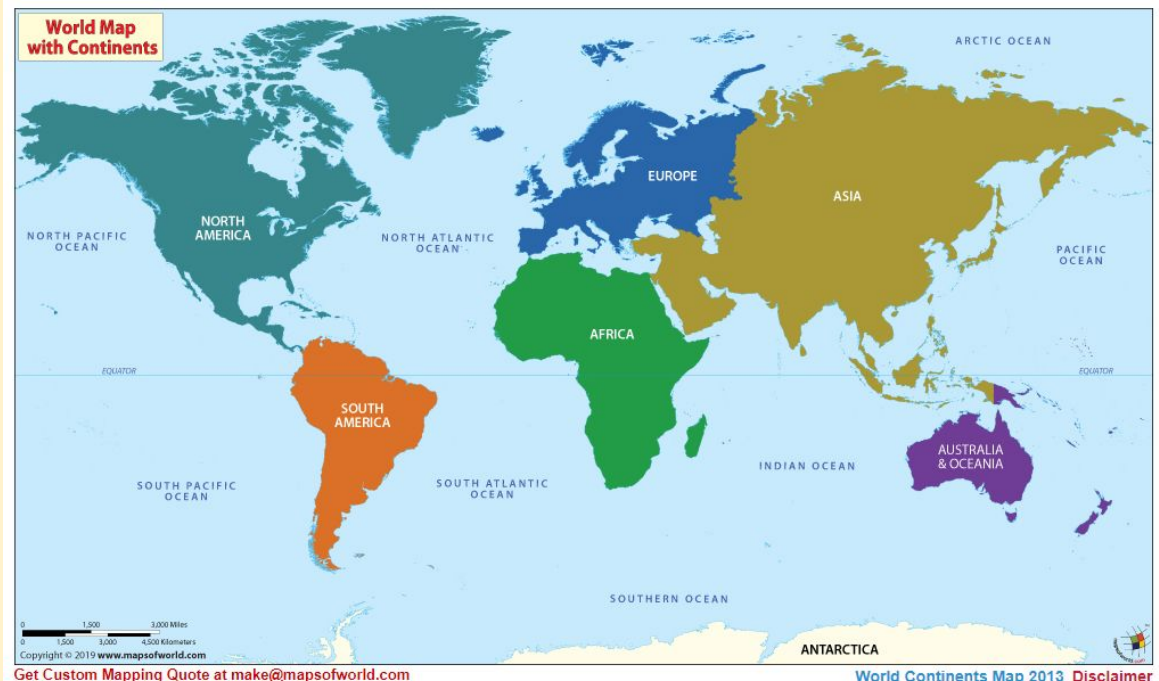 World Map
with Continents
ARCTIC OCEAN
EUROPE
ASIA
NORTH
AMERICA
NORTH PACIFIC
OCEAN
NORTH ATLANTIC
OCEAN
PACIFIC
OCEAN
AFRICA
EQUATOR
EQUATOR
SOUTH
AMERICA
AUSTRALIA
& OCEANIA
INDIAN OCEAN
SOUTH PACIFIC
OCEAN
SOUTH ATLANTIC
OCEAN
SOUTHERN OCEAN
0 1,500 3,000 Miles
0 1,500 3,000 4,500 Kilometers
Copyright © 2019 www.mapsofworld.com
ANTARCTICA
Get Custom Mapping Quote at make@mapsofworld.com
World Continents Map 2013 Disclaimer